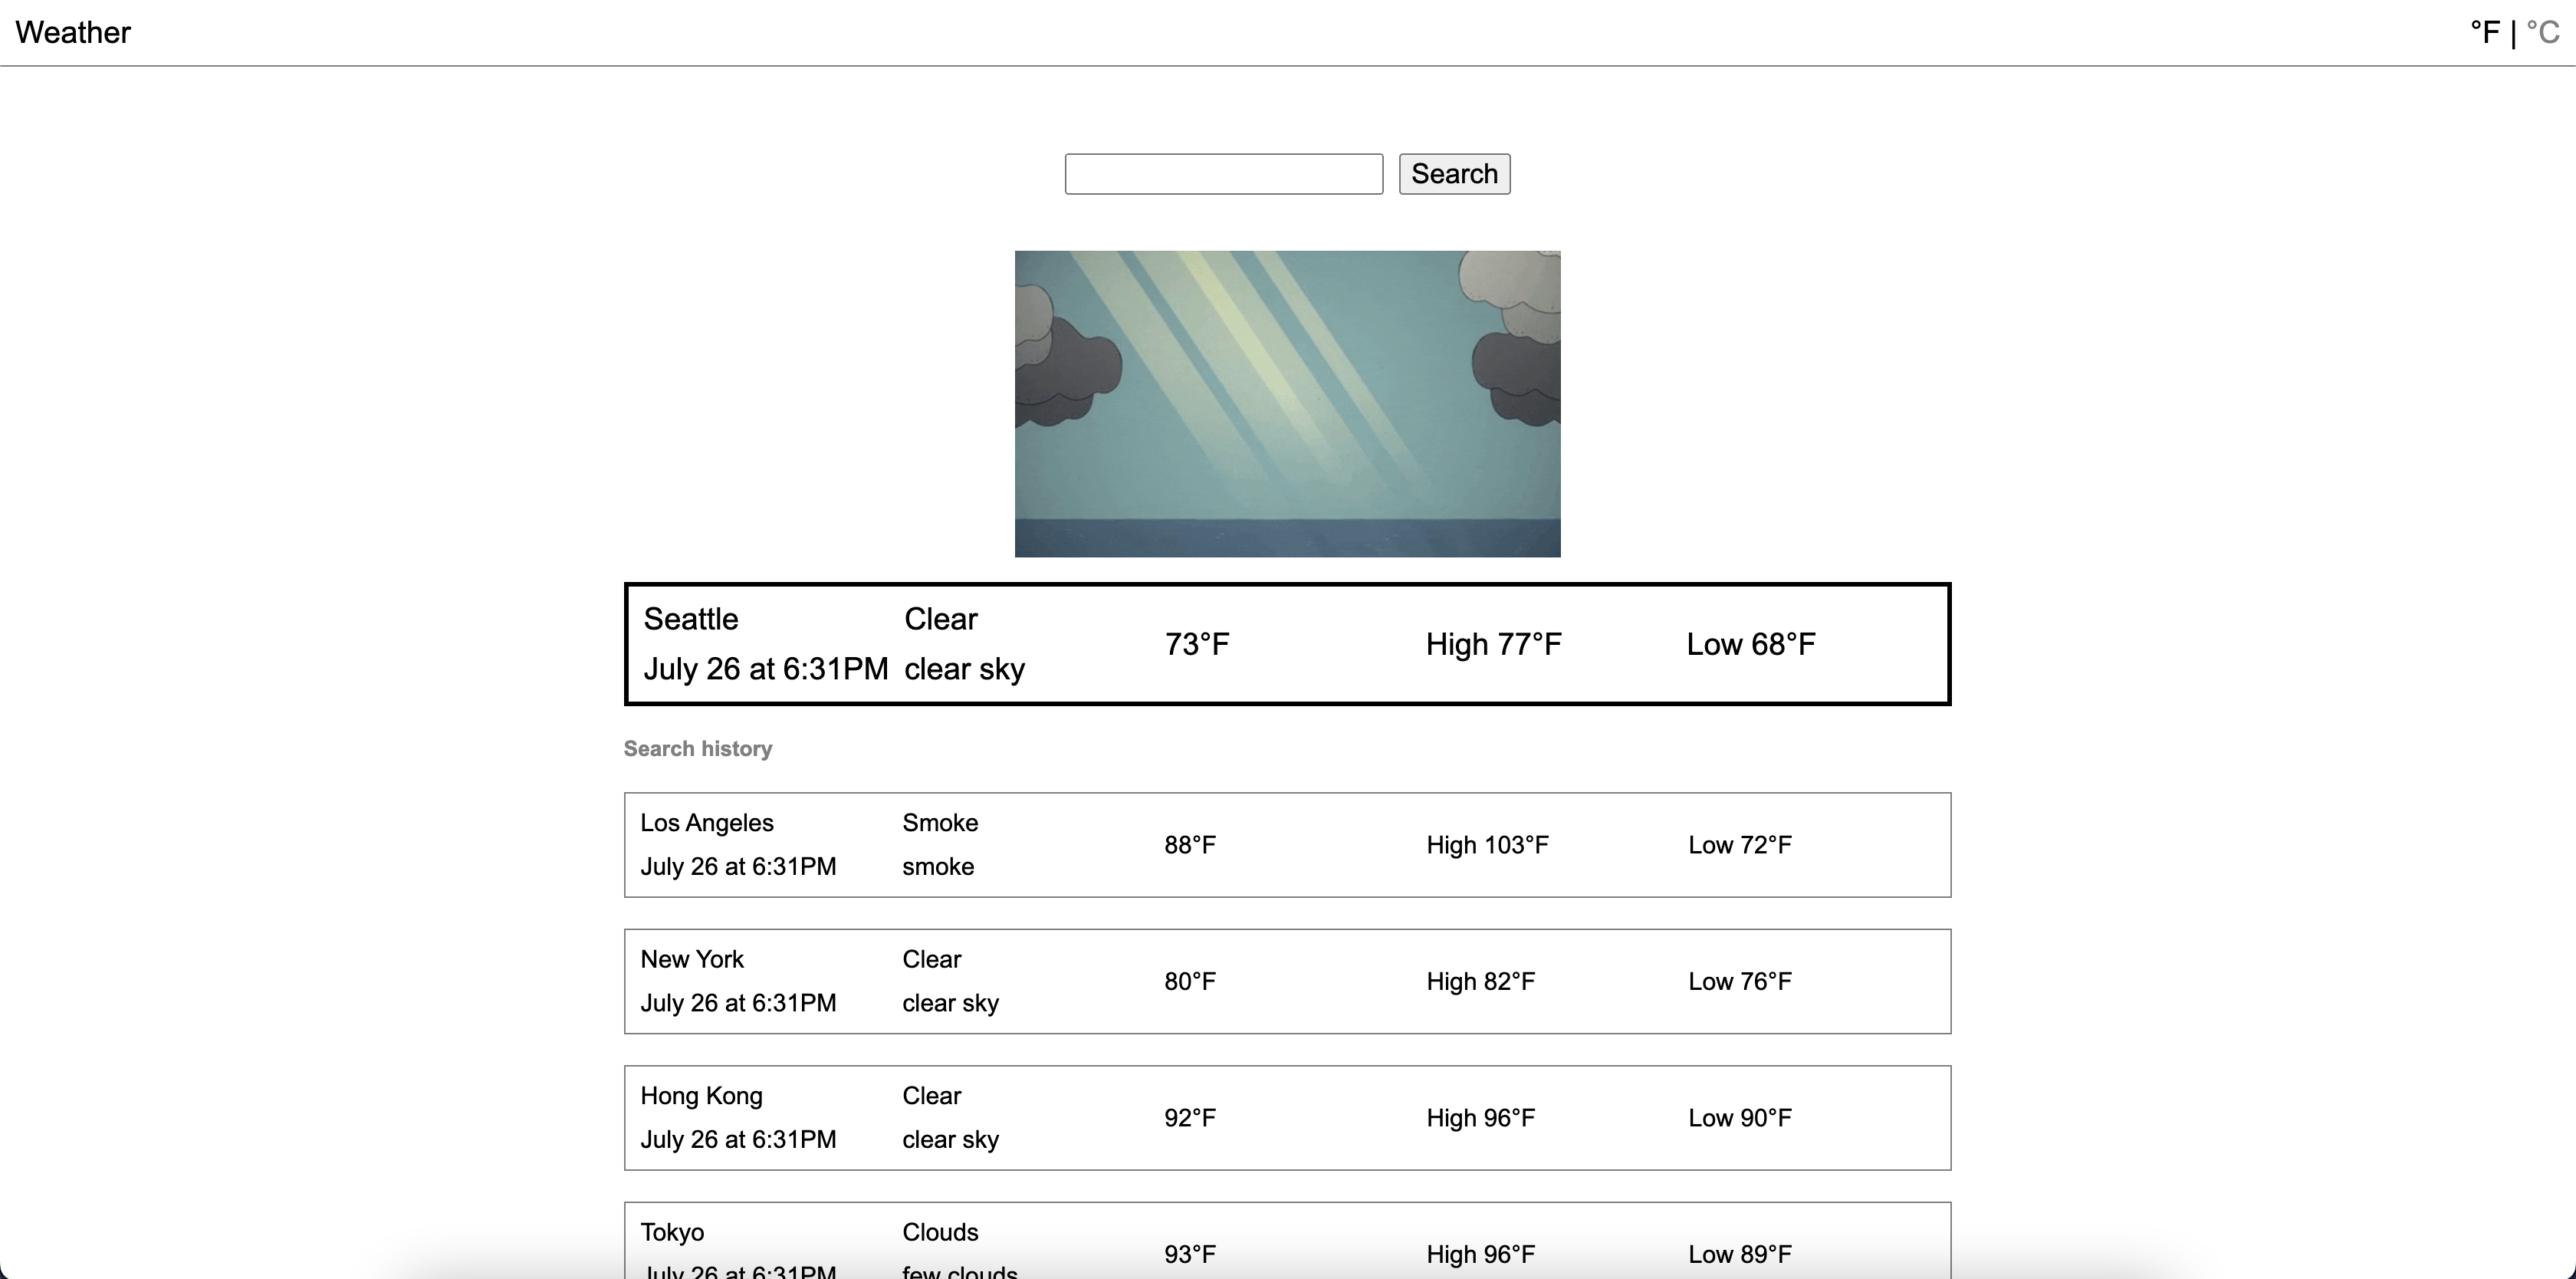 Weather
°F | °C
Search
Seattle
July 26 at 6:31PM
Clear
clear sky
73°F
High 77°F
Low 68°F
Search history
Los Angeles
July 26 at 6:31PM
Smoke
smoke
88°F
High 103°F
Low 72°F
New York
July 26 at 6:31PM
Clear
clear sky
80°F
High 82°F
Low 76°F
Hong Kong
July 26 at 6:31PM
Clear
clear sky
92°F
High 96°F
Low 90°F
Tokyo
July 26 at 6:31PM
Clouds
few clouds
93°F
High 96°F
Low 89°F